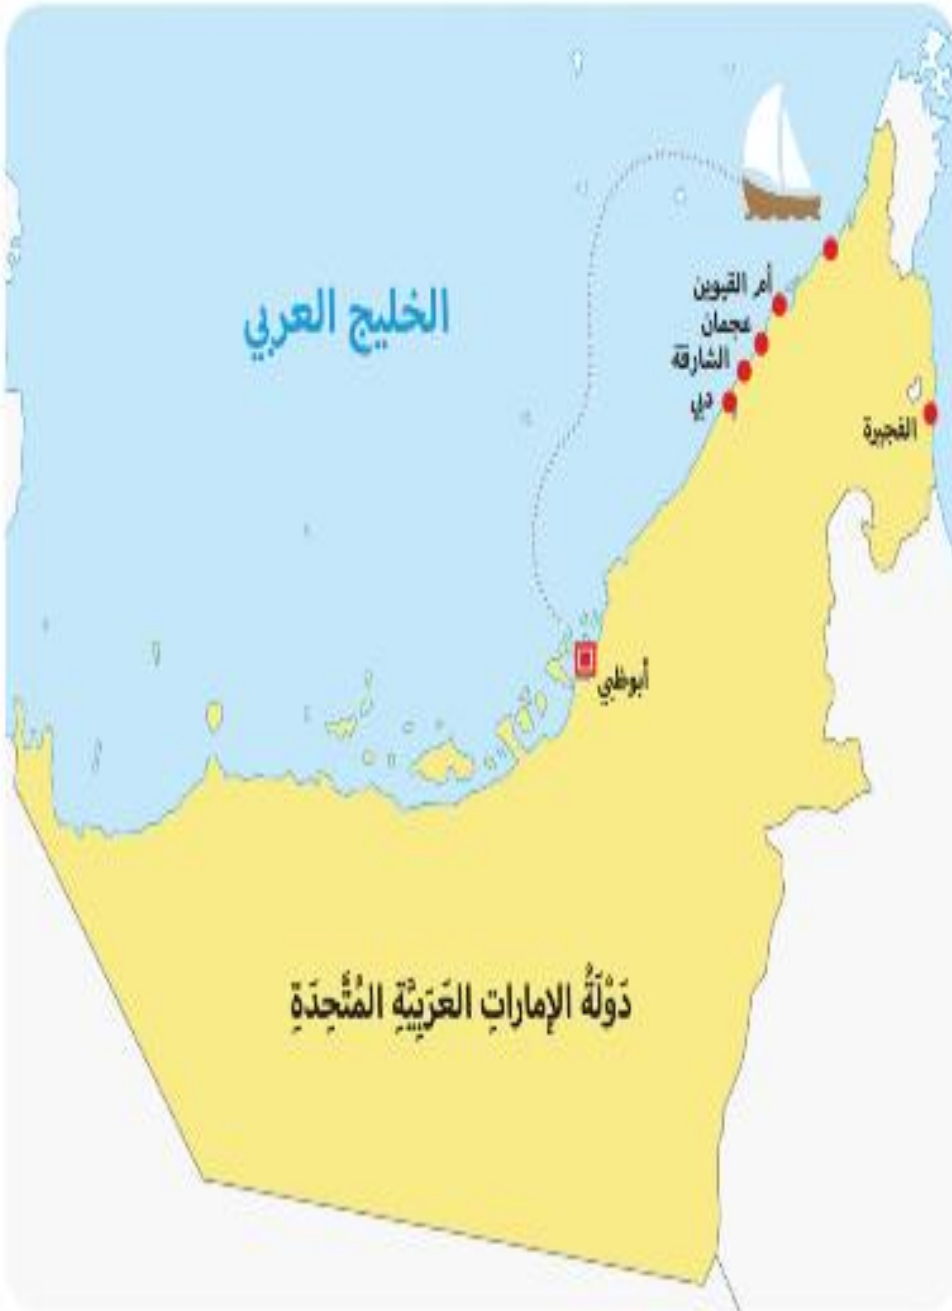 أم القيوين
عجمان
الشارقة
دبي
الخليج العربي
الفجيرة
أبوظبي
دَوْلَةُ الإماراتِ العَرَبِيَّةِ المُتَّحِدَةِ